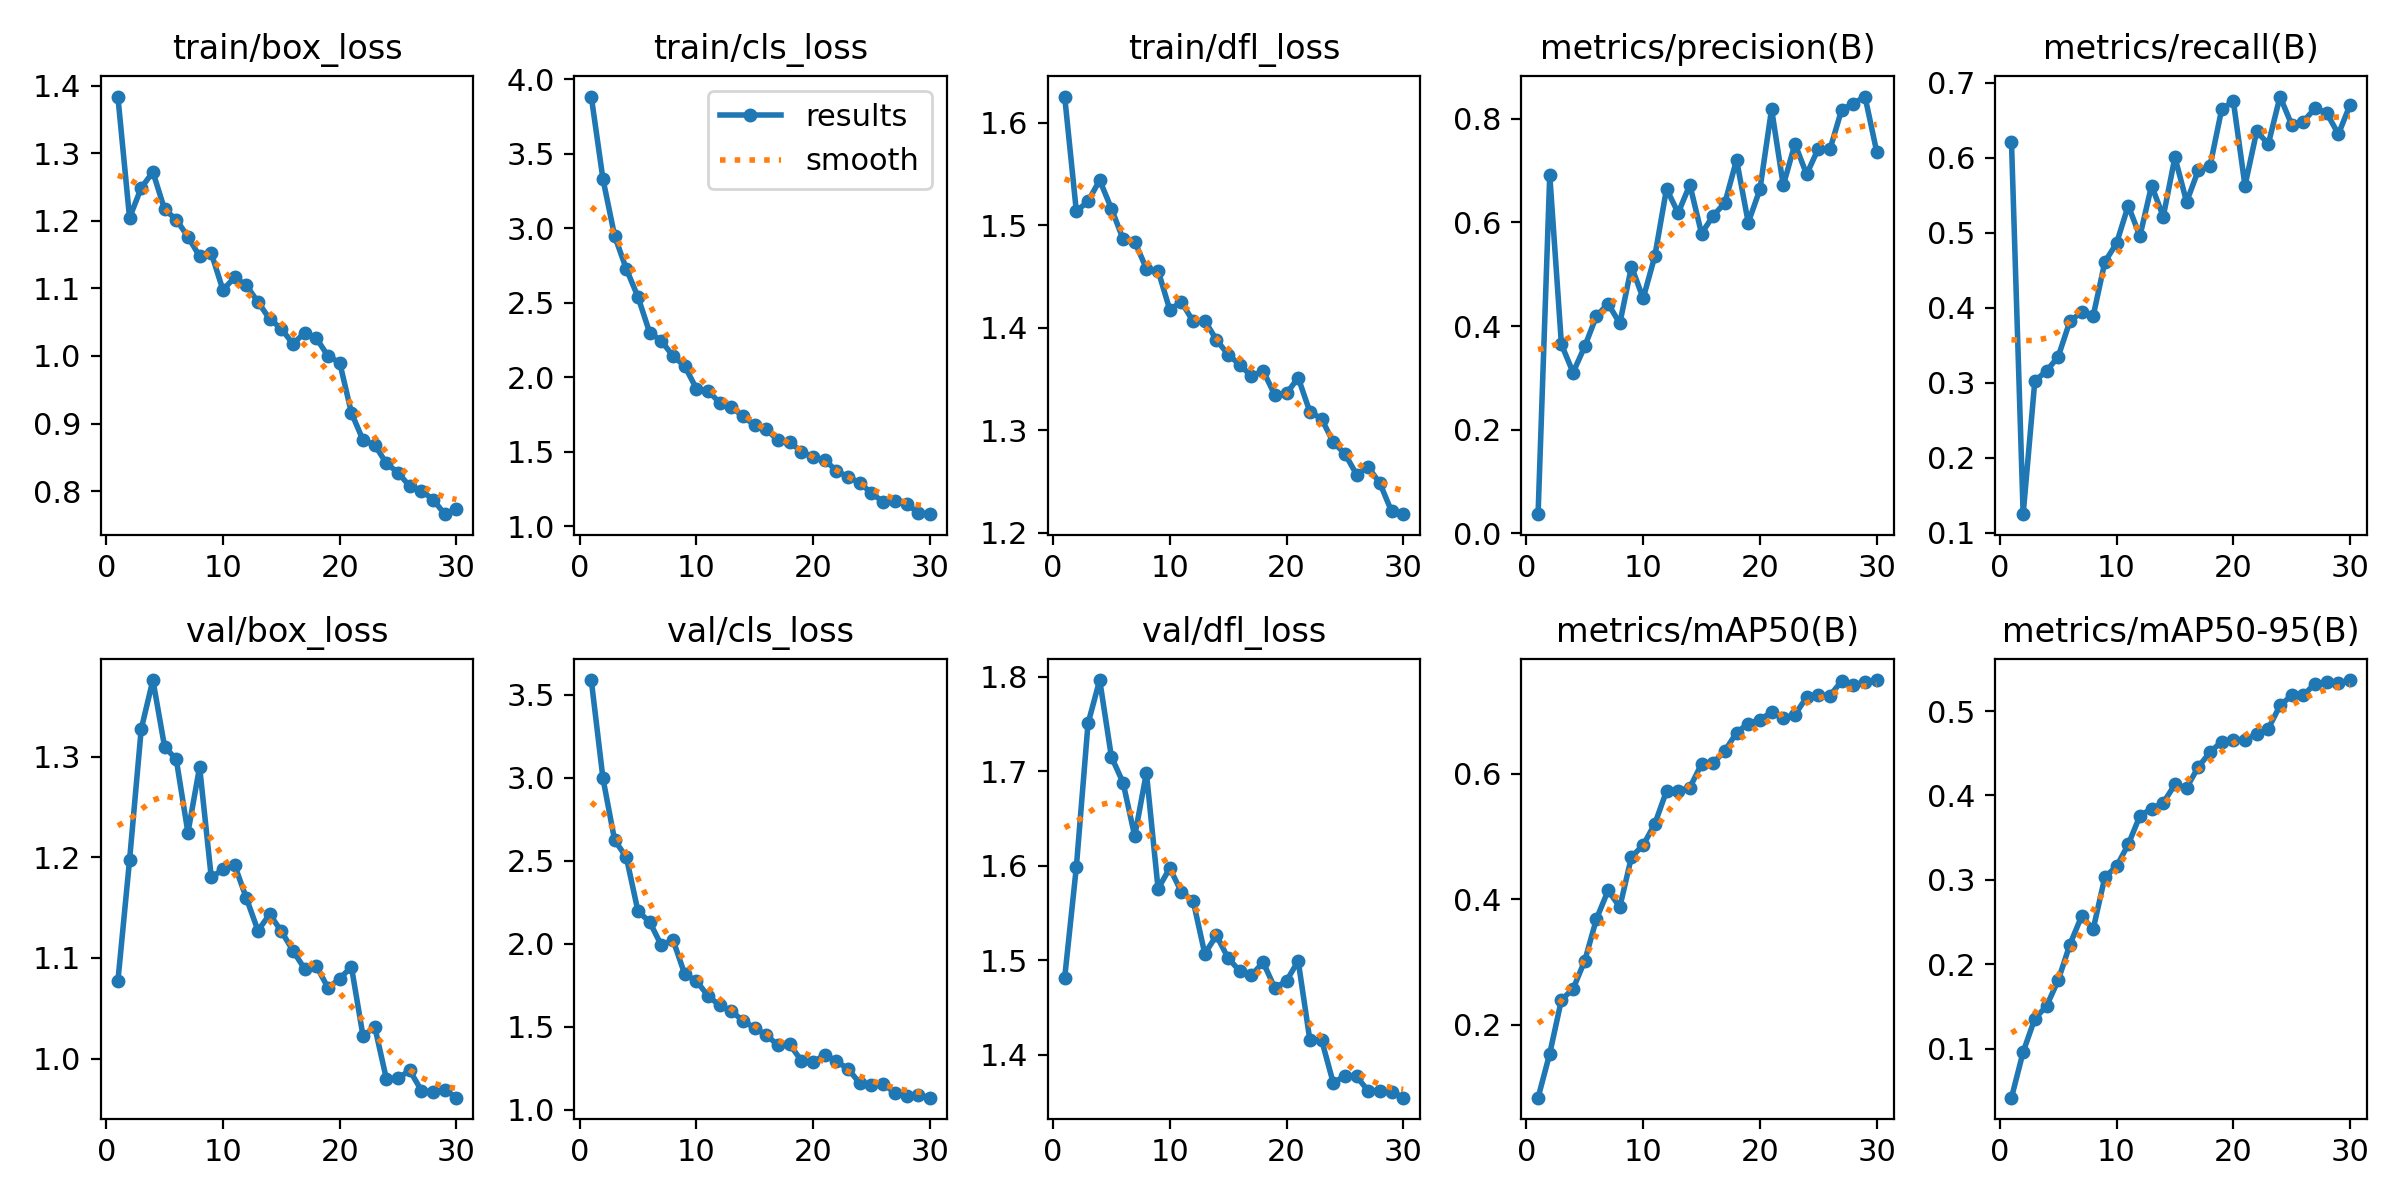 train/box_loss
train/cls_loss
train/dfl_loss
metrics/precision(B)
metrics/recall(B)
1.4
1.3
1.2
1.1
1.0
0.9
0.8
0 10 20 30
4.0
3.5
3.0
2.5
2.0
1.5
1.0
results
smooth
0 10 20 30
1.6
1.5
1.4
1.3
1.2
0 10 20 30
0.8
0.6
0.4
0.2
0.0
0 10 20 30
0.7
0.6
0.5
0.4
0.3
0.2
0.1
0 10 20 30
val/box_loss
val/cls_loss
val/dfl_loss
metrics/mAP50(B)
metrics/mAP50-95(B)
1.3
1.2
1.1
1.0
0 10 20 30
3.5
3.0
2.5
2.0
1.5
1.0
0 10 20 30
1.8
1.7
1.6
1.5
1.4
0 10 20 30
0.6
0.4
0.2
0 10 20 30
0.5
0.4
0.3
0.2
0.1
0 10 20 30